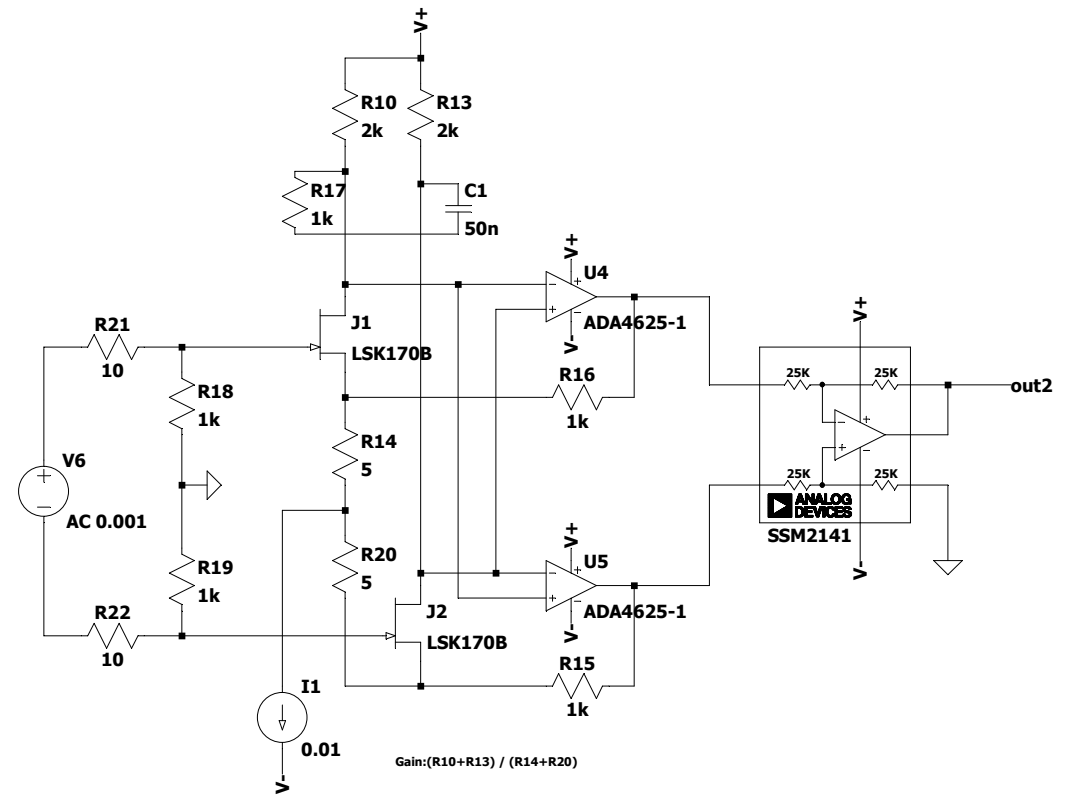 V+
R10
2k
R13
2k
R17
1k
C1
50n
V+
U4
ADA4625-1
V-
R21
10
J1
LSK170B
R16
1k
R18
1k
V+
25K
25K
out2
V6
AC 0.001
R14
5
25K
25K
ANALOG
DEVICES
SSM2141
V-
R20
5
R19
1k
V+
U5
ADA4625-1
V-
R22
10
J2
LSK170B
R15
1k
I1
0.01
V-
Gain:(R10+R13) / (R14+R20)